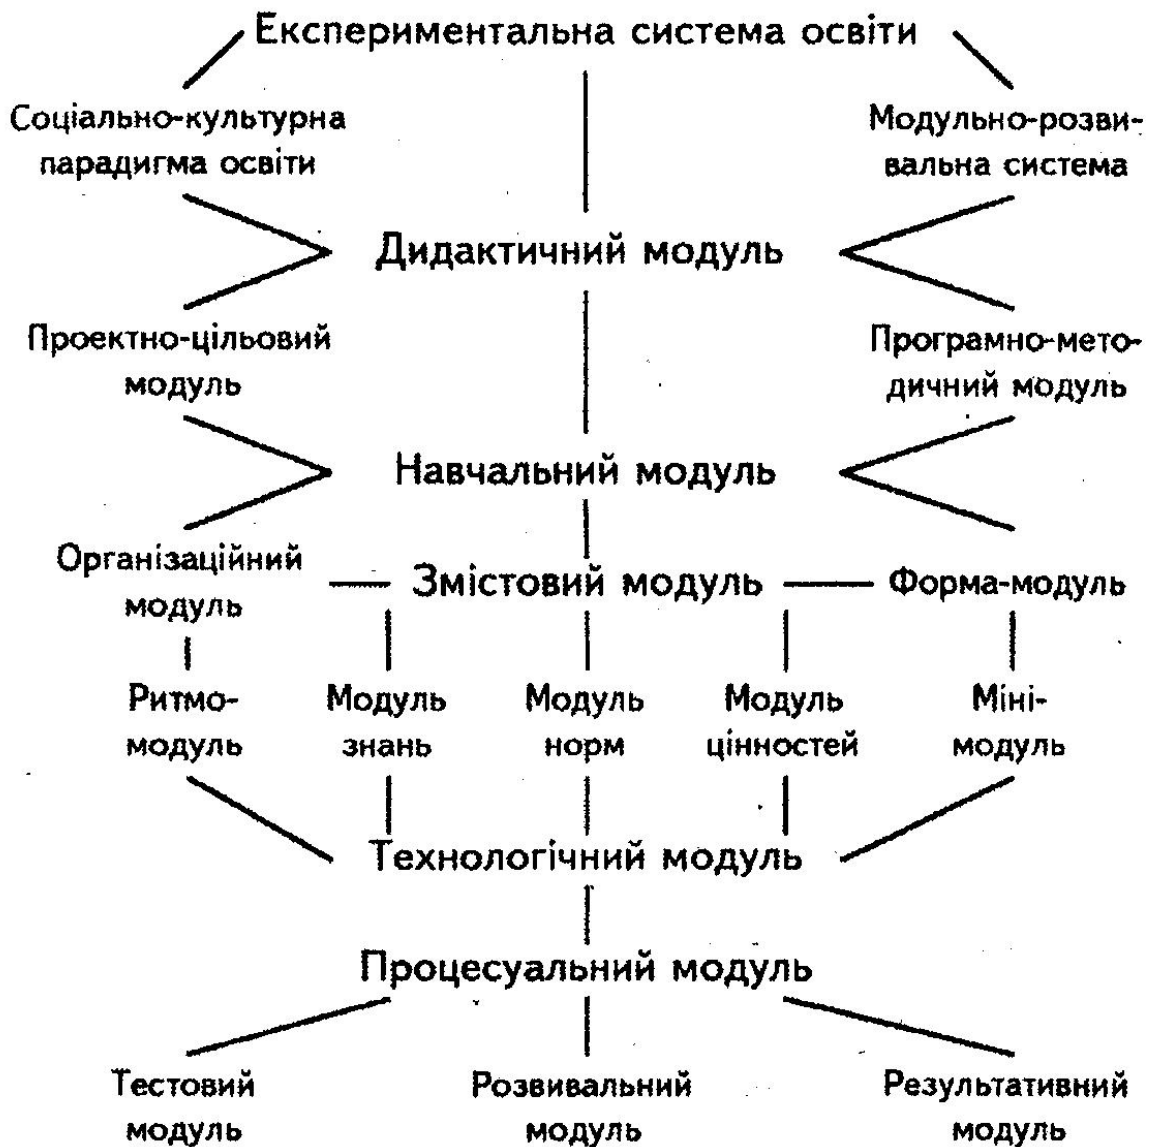 Експериментальна система освіти
Соціально-культурна
парадигма освіти
Модульно-розви-
вальна система
Дидактичний модуль
Проектно-цільовий
модуль
Програмно-мето-
дичний модуль
Навчальний модуль
Організаційний
модуль
Змістовий модуль
Форма-модуль
Ритмо-
модуль
Модуль
знань
Модуль
норм
Модуль
цінностей
Міні-
модуль
Технологічний модуль
Процесуальний модуль
Тестовий
модуль
Розвивальний
модуль
Результативний
модуль